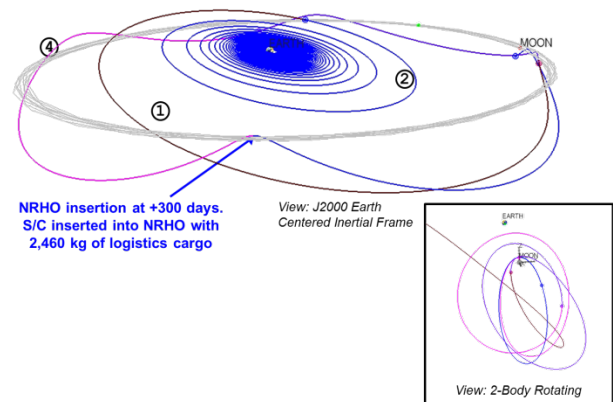 MOON
EARTH
④
②
①
NRHO insertion at +300 days.
S/C inserted into NRHO with
2,460 kg of logistics cargo
View: J2000 Earth
Centered Inertial Frame
EARTH
MOON
View: 2-Body Rotating